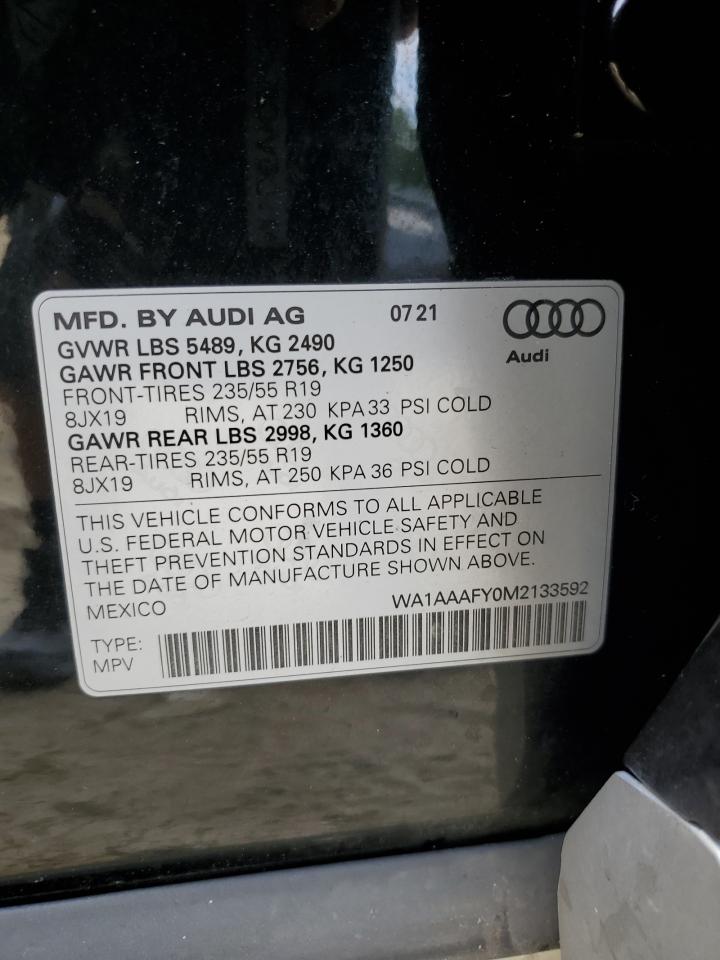 MFD. BY AUDI AG 07 21
Audi
GVWR LBS 5489, KG 2490
GAWR FRONT LBS 2756, KG 1250
FRONT-TIRES 235/55 R19
8JX19 RIMS, AT 230 KPA 33 PSI COLD
GAWR REAR LBS 2998, KG 1360
REAR-TIRES 235/55 R19
8JX19 RIMS, AT 250 KPA 36 PSI COLD
THIS VEHICLE CONFORMS TO ALL APPLICABLE
U.S. FEDERAL MOTOR VEHICLE SAFETY AND
THEFT PREVENTION STANDARDS IN EFFECT ON
THE DATE OF MANUFACTURE SHOWN ABOVE.
MEXICO WA1AAAFY0M2133592
TYPE:
MPV